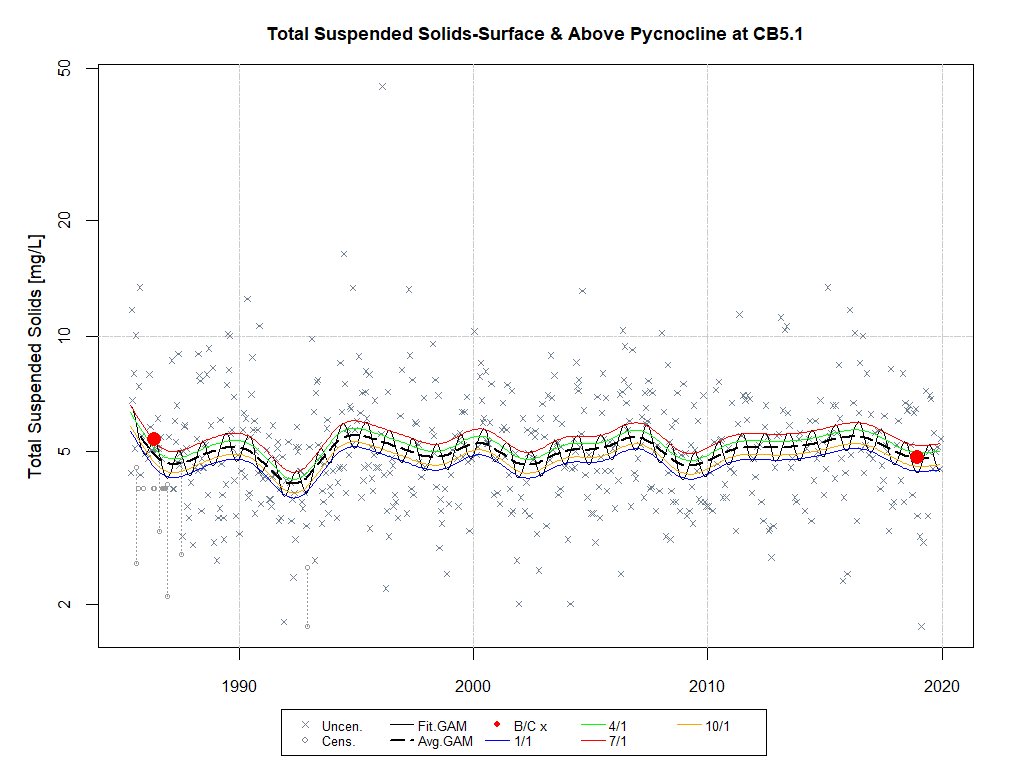 Total Suspended Solids-Surface & Above Pycnocline at CB5.1
Total Suspended Solids [mg/L]
50
20
10
5
2
1990 2000 2010 2020
Uncen. Fit.GAM B/C x 4/1 10/1
Cens. Avg.GAM 1/1 7/1